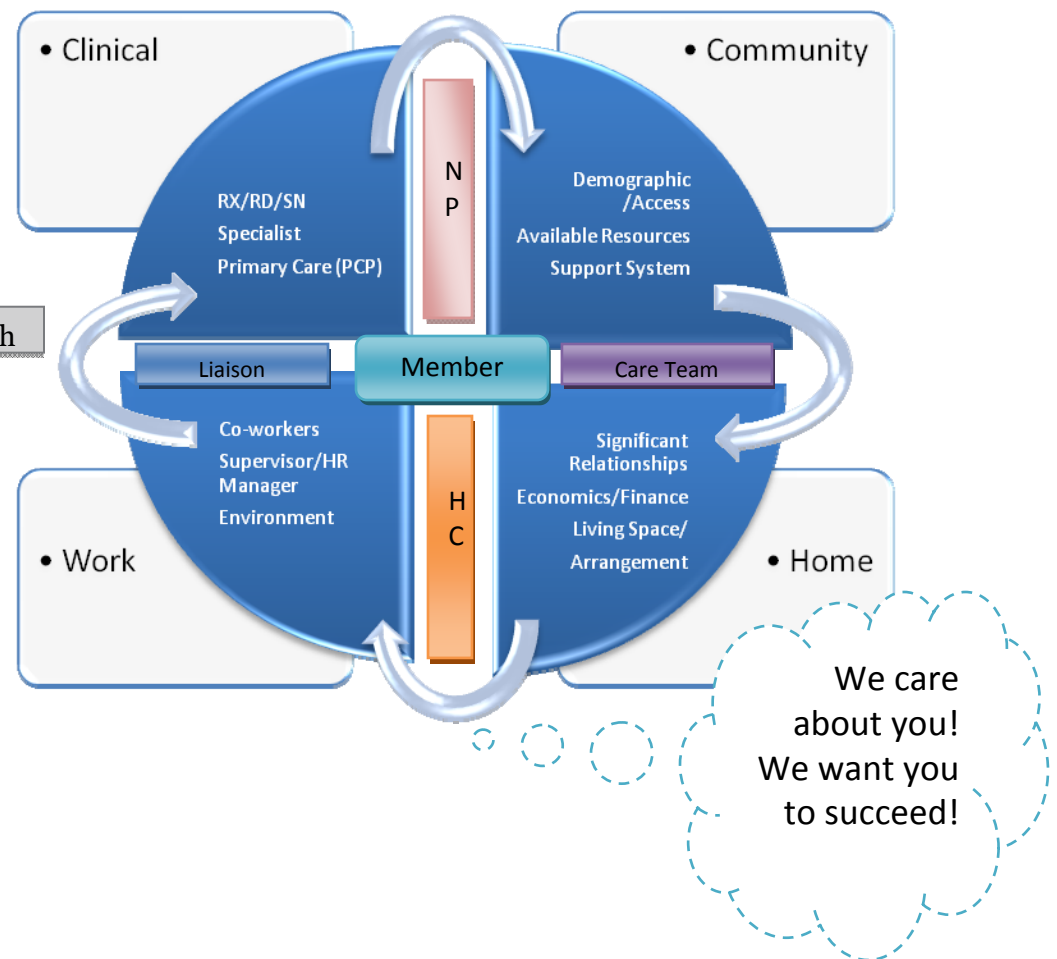 • Clinical
• Community
N
P
RX/RD/SN
Specialist
Primary Care (PCP)
Demographic
/Access
Available Resources
Support System
h
Liaison
Member
Care Team
Co-workers
Supervisor/HR
Manager
Environment
H
C
Significant
Relationships
Economics/Finance
Living Space/
Arrangement
• Work
• Home
We care
about you!
We want you
to succeed!